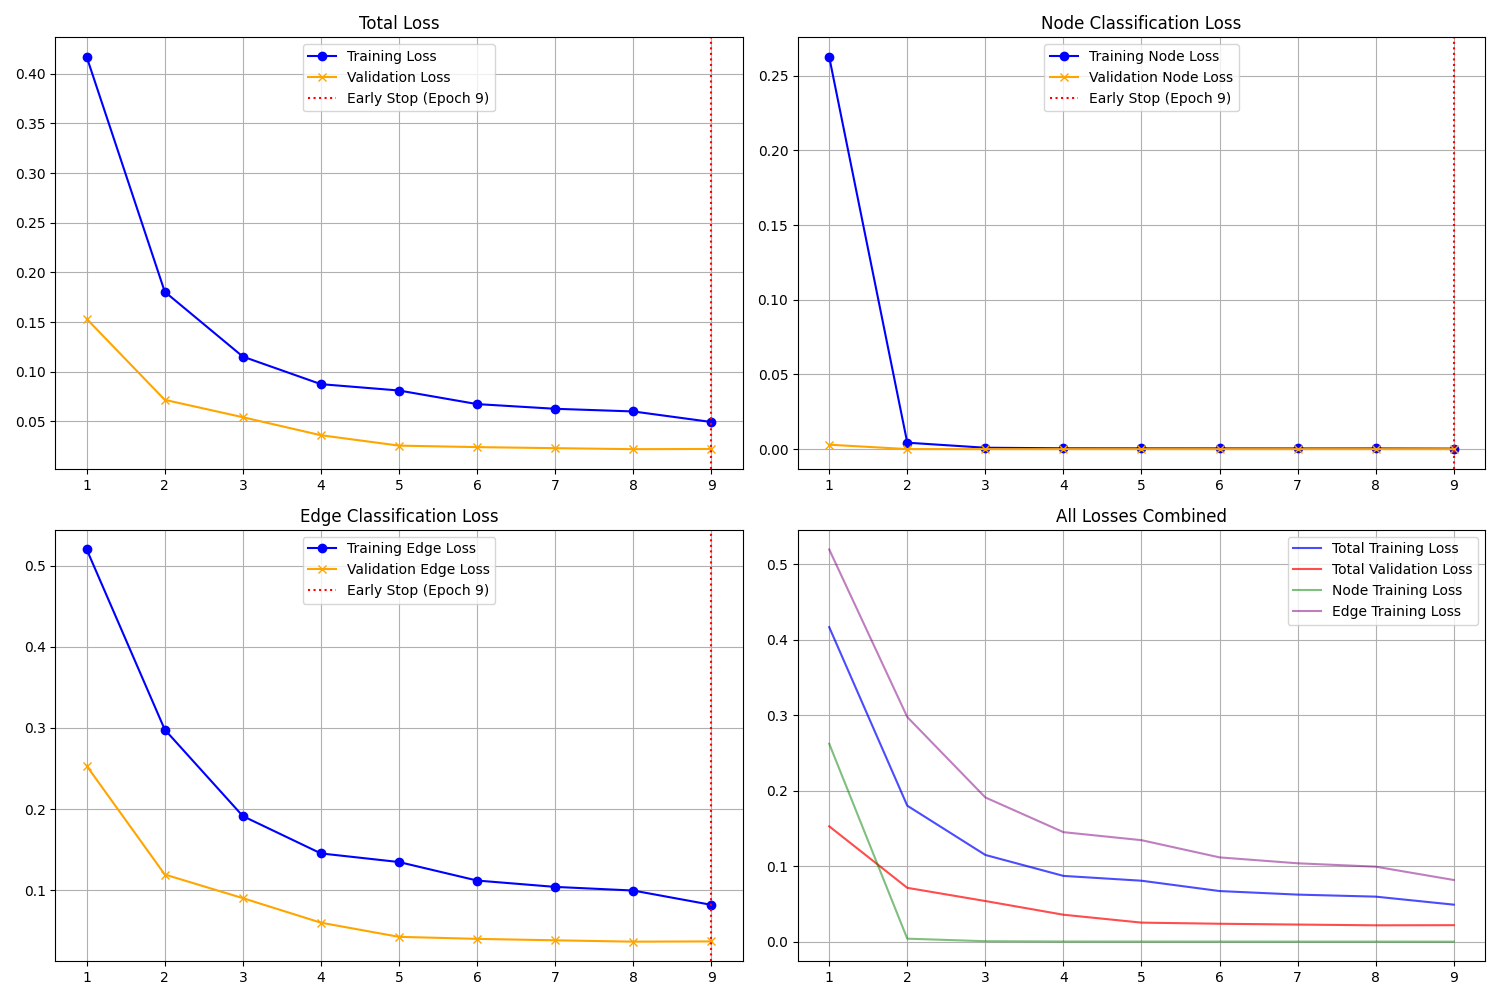 Total Loss
Training Loss
Validation Loss
Early Stop (Epoch 9)
0.40
0.35
0.30
0.25
0.20
0.15
0.10
0.05
1 2 3 4 5 6 7 8 9
Node Classification Loss
Training Node Loss
Validation Node Loss
Early Stop (Epoch 9)
0.25
0.20
0.15
0.10
0.05
0.00
1 2 3 4 5 6 7 8 9
Edge Classification Loss
Training Edge Loss
Validation Edge Loss
Early Stop (Epoch 9)
0.5
0.4
0.3
0.2
0.1
1 2 3 4 5 6 7 8 9
All Losses Combined
Total Training Loss
Total Validation Loss
Node Training Loss
Edge Training Loss
0.5
0.4
0.3
0.2
0.1
0.0
1 2 3 4 5 6 7 8 9